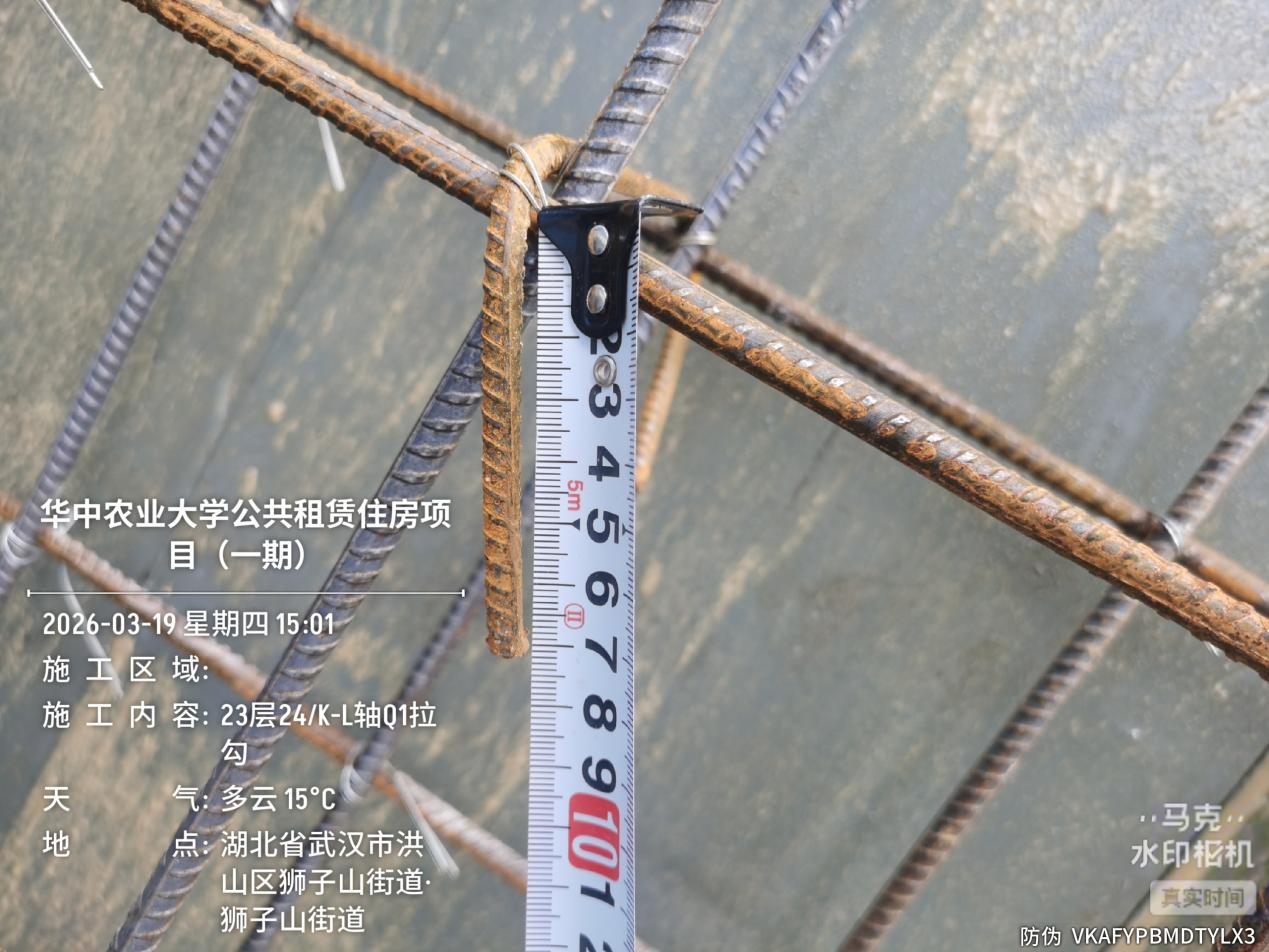 2
3
4
5m
5
6
II
7
8
9
10
1
华中农业大学公共租赁住房项
目（一期）
2026-03-19 星期四 15:01
施工区域:
施工内容: 23层24/K-L轴Q1拉
勾
天气: 多云 15°C
地点: 湖北省武汉市洪
山区狮子山街道·
狮子山街道
马克
水印相机
真实时间
防伪 VKAFYPBMDTYLX3